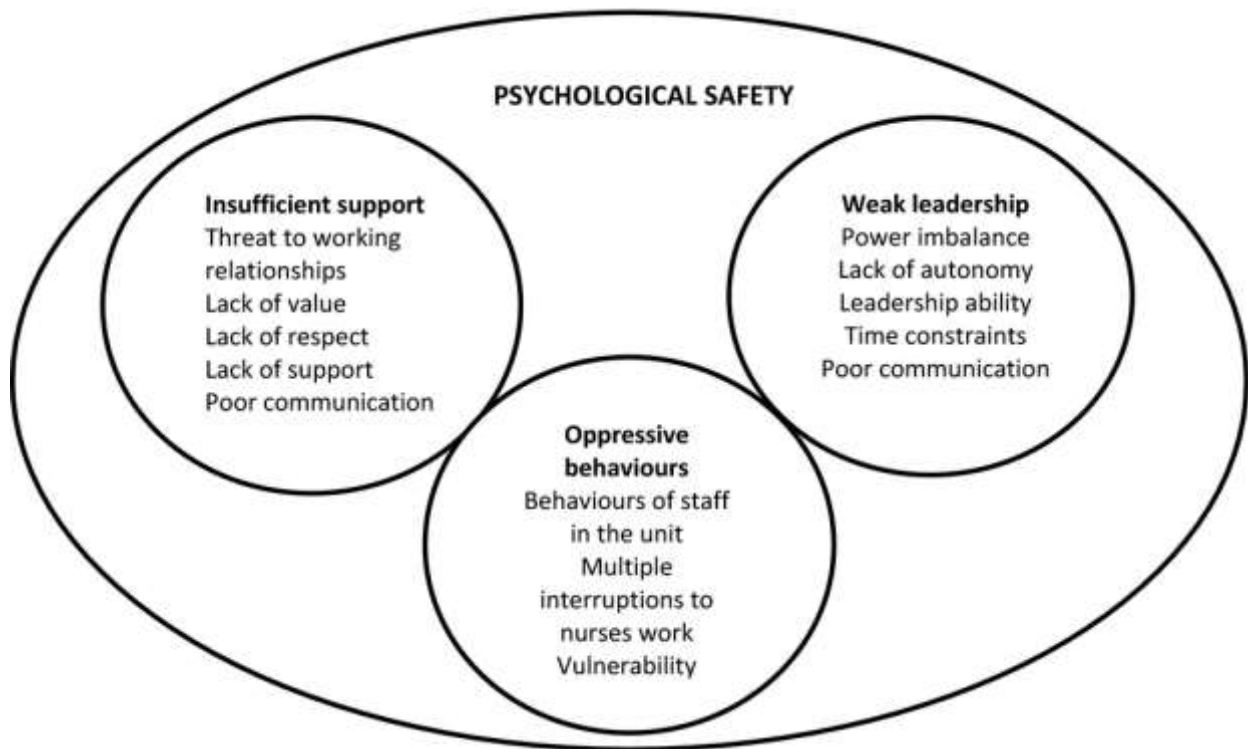 PSYCHOLOGICAL SAFETY
Insufficient support
Threat to working
relationships
Lack of value
Lack of respect
Lack of support
Poor communication
Weak leadership
Power imbalance
Lack of autonomy
Leadership ability
Time constraints
Poor communication
Oppressive
behaviours
Behaviours of staff
in the unit
Multiple
interruptions to
nurses work
Vulnerability